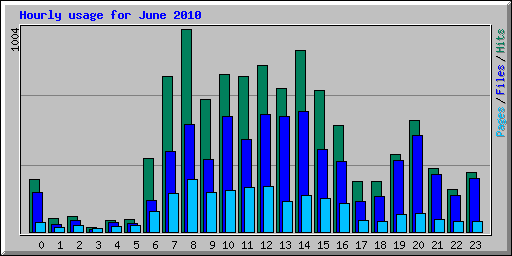 Hourly usage for June 2010
1004
Pages / Files / Hits
0 1 2 3 4 5 6 7 8 9 10 11 12 13 14 15 16 17 18 19 20 21 22 23